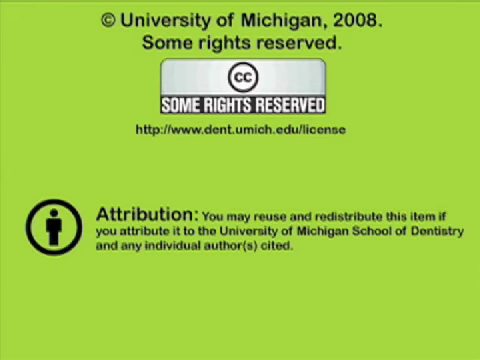 © University of Michigan, 2008.
Some rights reserved.
cc
SOME RIGHTS RESERVED
http://www.dent.umich.edu/license
Attribution: You may reuse and redistribute this item if
you attribute it to the University of Michigan School of Dentistry
and any individual author(s) cited.